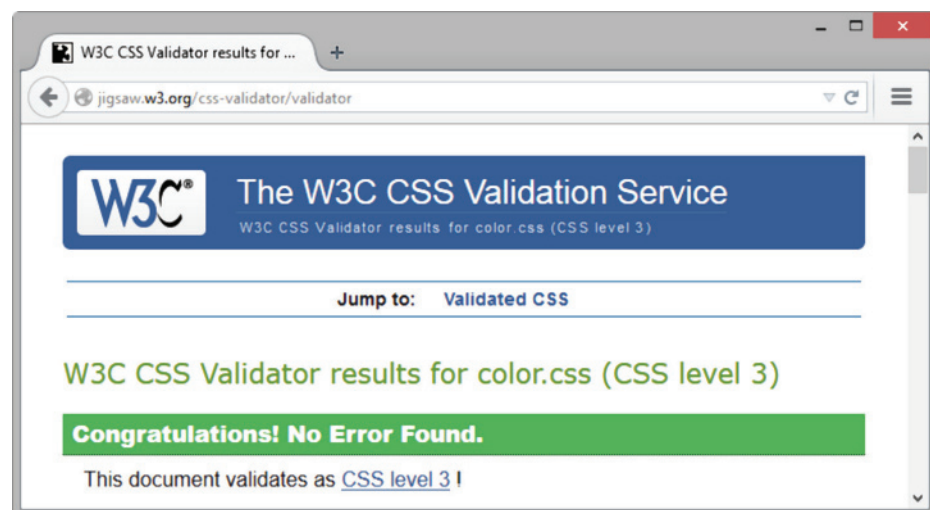 W3C CSS Validator results for ...
jigsaw.w3.org/css-validator/validator
W3C®
The W3C CSS Validation Service
W3C CSS Validator results for color.css (CSS level 3)
Jump to: Validated CSS
W3C CSS Validator results for color.css (CSS level 3)
Congratulations! No Error Found.
This document validates as CSS level 3 !